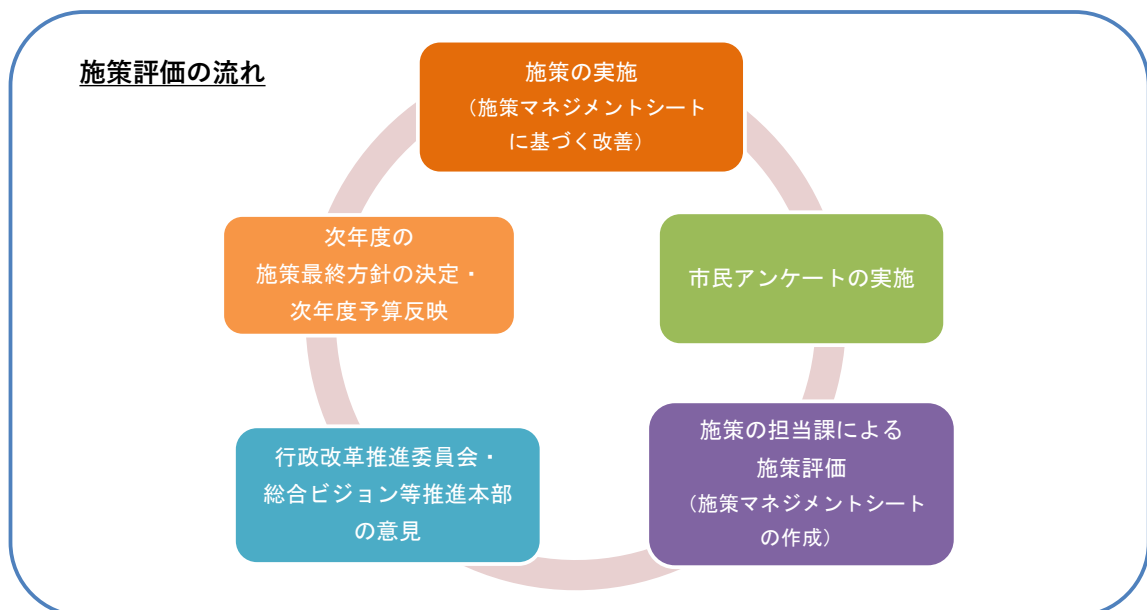 施策評価の流れ
施策の実施
（施策マネジメントシート
に基づく改善）
市民アンケートの実施
施策の担当課による
施策評価
（施策マネジメントシート
の作成）
行政改革推進委員会・
総合ビジョン等推進本部
の意見
次年度の
施策最終方針の決定・
次年度予算反映